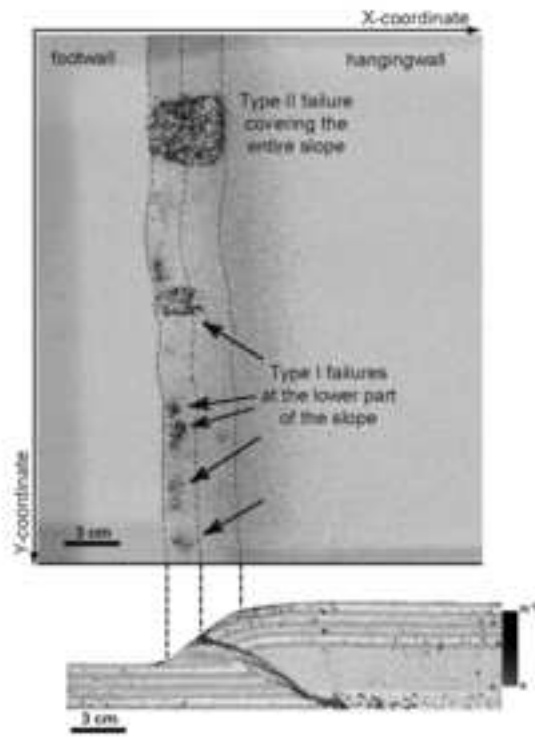 X-coordinate
footwall
hangingwall
Type II failure
covering the
entire slope
Type I failures
at the lower part
of the slope
Y-coordinate
3 cm
3 cm